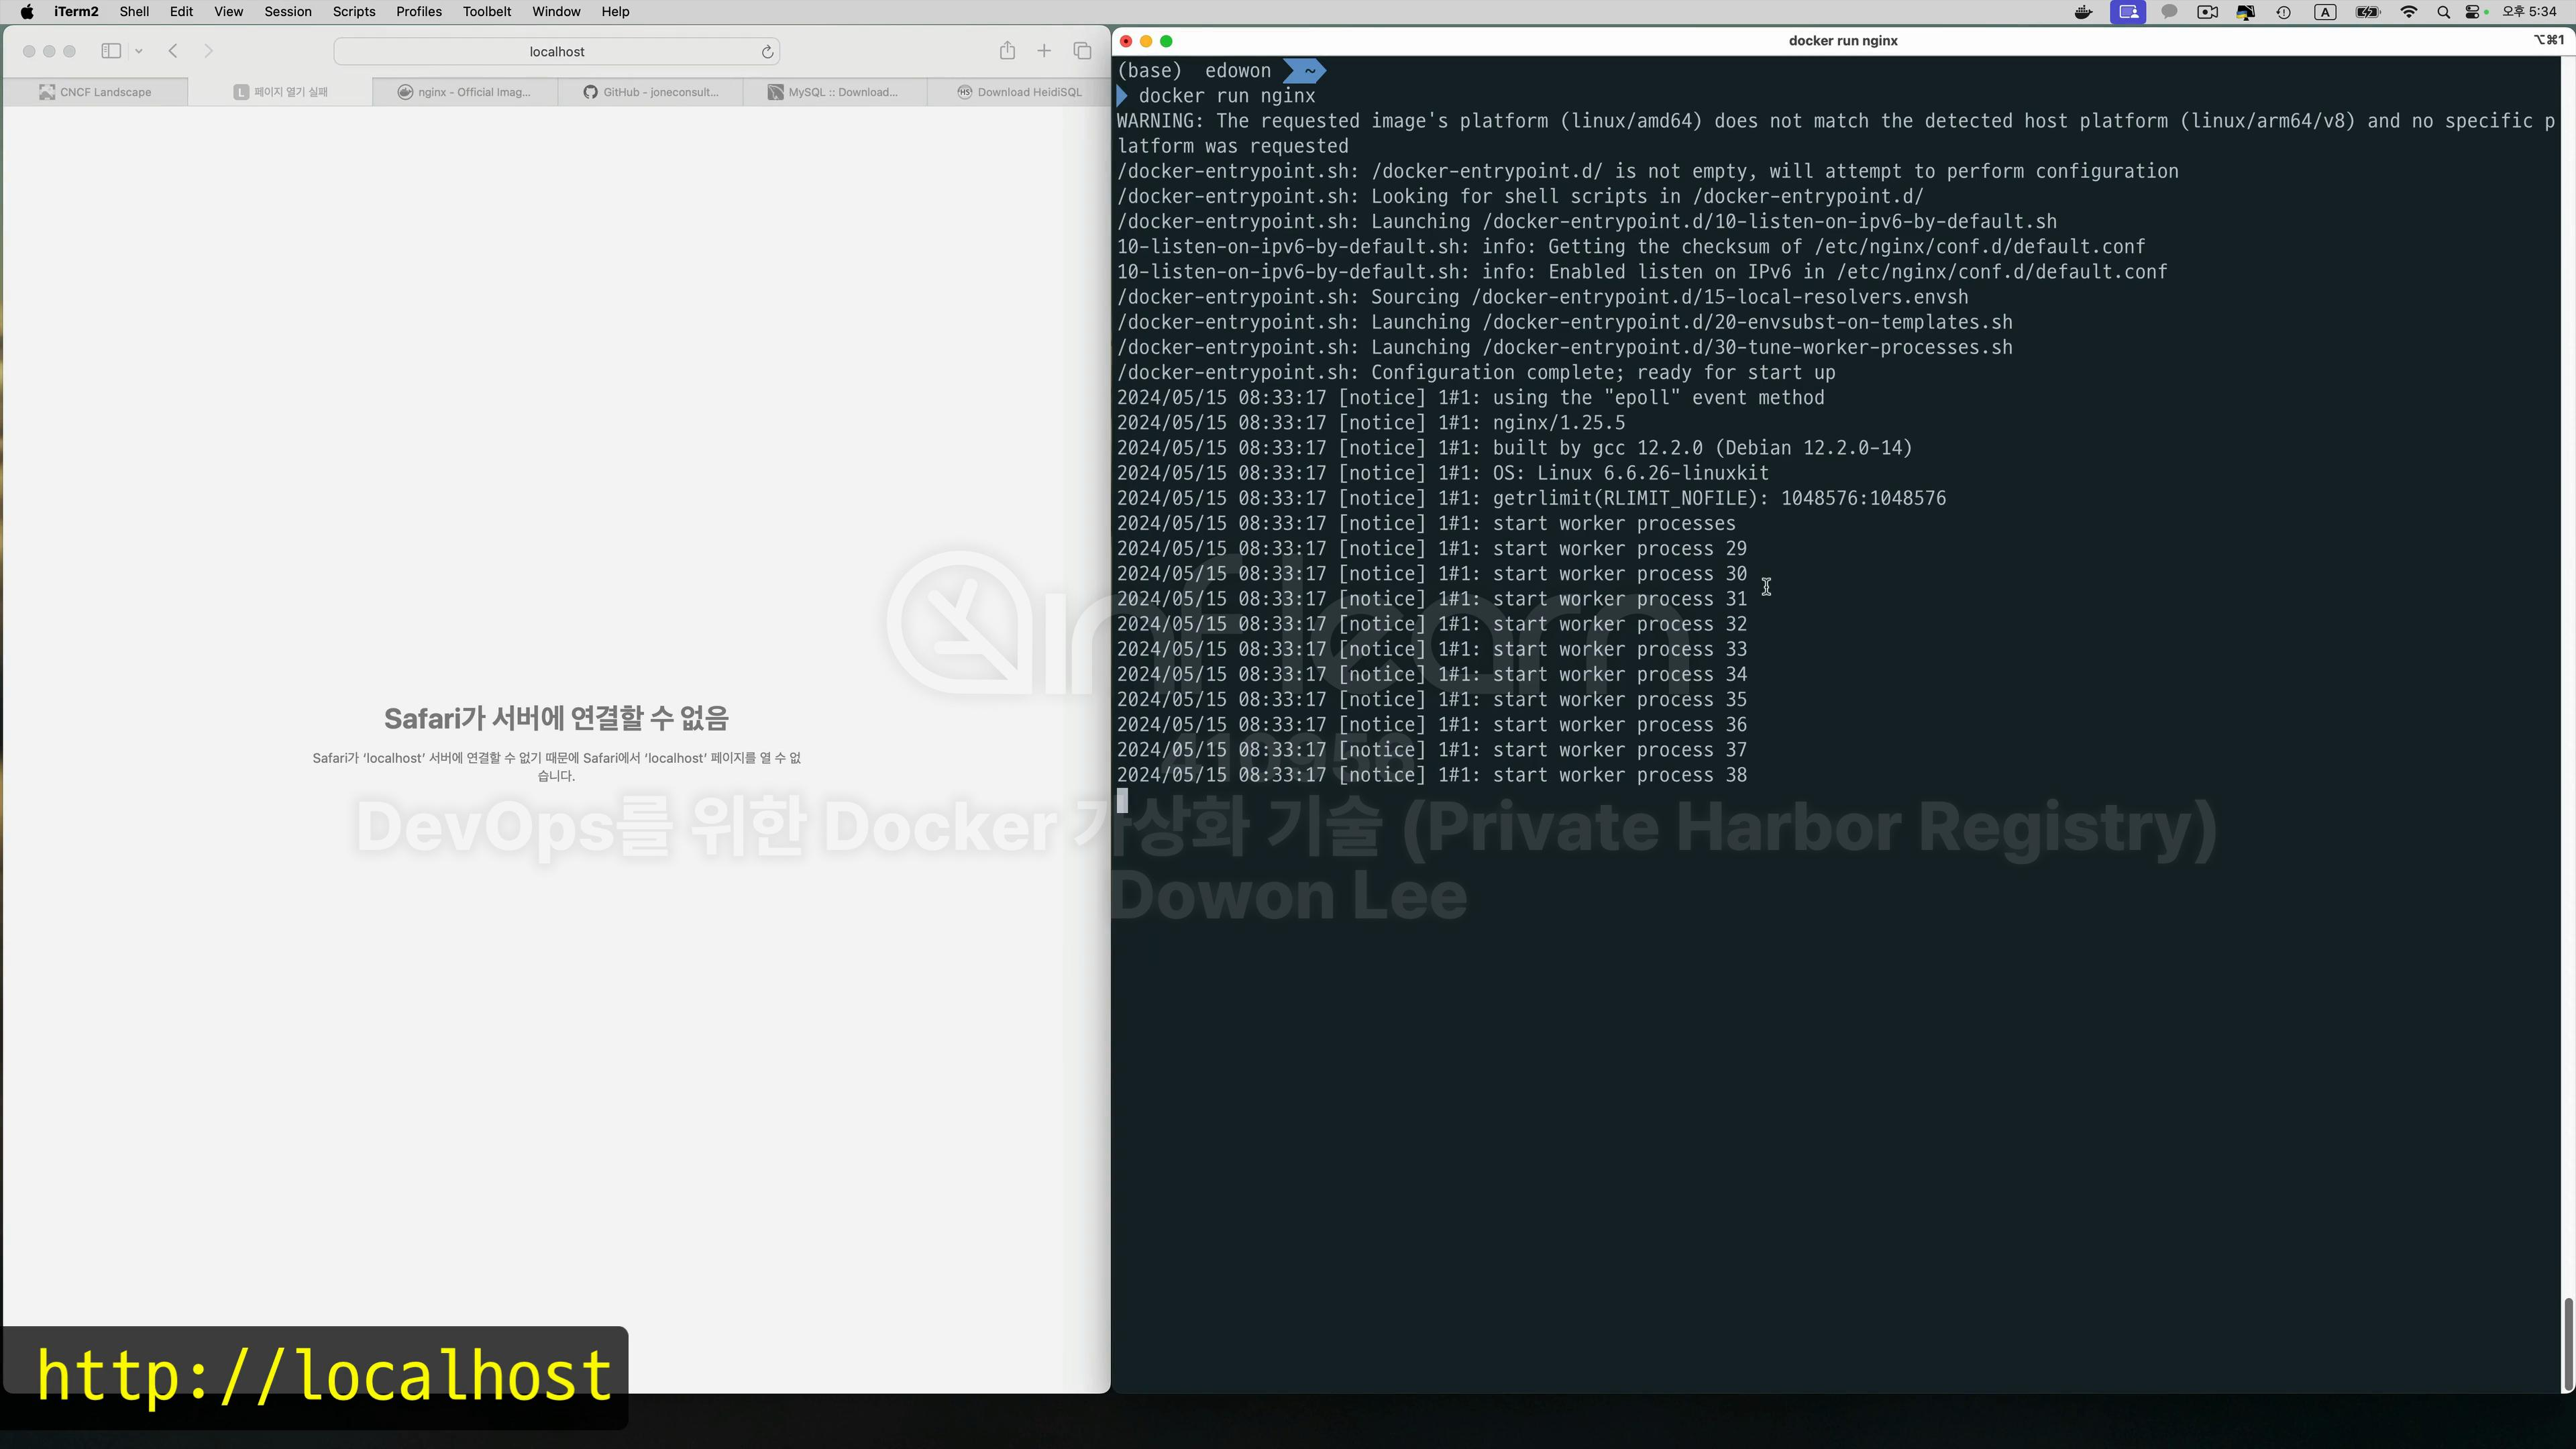 iTerm2 Shell Edit View Session Scripts Profiles Toolbelt Window Help
A 오후 5:34
localhost
CNCF Landscape
페이지 열기 실패
nginx - Official Imag...
GitHub - joneconsult...
MySQL :: Download...
Download HeidiSQL
Safari가 서버에 연결할 수 없음
Safari가 ‘localhost’ 서버에 연결할 수 없기 때문에 Safari에서 ‘localhost’ 페이지를 열 수 없
습니다.
docker run nginx
⌥⌘1
(base) edowon ~
docker run nginx
WARNING: The requested image's platform (linux/amd64) does not match the detected host platform (linux/arm64/v8) and no specific p
latform was requested
/docker-entrypoint.sh: /docker-entrypoint.d/ is not empty, will attempt to perform configuration
/docker-entrypoint.sh: Looking for shell scripts in /docker-entrypoint.d/
/docker-entrypoint.sh: Launching /docker-entrypoint.d/10-listen-on-ipv6-by-default.sh
10-listen-on-ipv6-by-default.sh: info: Getting the checksum of /etc/nginx/conf.d/default.conf
10-listen-on-ipv6-by-default.sh: info: Enabled listen on IPv6 in /etc/nginx/conf.d/default.conf
/docker-entrypoint.sh: Sourcing /docker-entrypoint.d/15-local-resolvers.envsh
/docker-entrypoint.sh: Launching /docker-entrypoint.d/20-envsubst-on-templates.sh
/docker-entrypoint.sh: Launching /docker-entrypoint.d/30-tune-worker-processes.sh
/docker-entrypoint.sh: Configuration complete; ready for start up
2024/05/15 08:33:17 [notice] 1#1: using the "epoll" event method
2024/05/15 08:33:17 [notice] 1#1: nginx/1.25.5
2024/05/15 08:33:17 [notice] 1#1: built by gcc 12.2.0 (Debian 12.2.0-14)
2024/05/15 08:33:17 [notice] 1#1: OS: Linux 6.6.26-linuxkit
2024/05/15 08:33:17 [notice] 1#1: getrlimit(RLIMIT_NOFILE): 1048576:1048576
2024/05/15 08:33:17 [notice] 1#1: start worker processes
2024/05/15 08:33:17 [notice] 1#1: start worker process 29
2024/05/15 08:33:17 [notice] 1#1: start worker process 30
2024/05/15 08:33:17 [notice] 1#1: start worker process 31
2024/05/15 08:33:17 [notice] 1#1: start worker process 32
2024/05/15 08:33:17 [notice] 1#1: start worker process 33
2024/05/15 08:33:17 [notice] 1#1: start worker process 34
2024/05/15 08:33:17 [notice] 1#1: start worker process 35
2024/05/15 08:33:17 [notice] 1#1: start worker process 36
2024/05/15 08:33:17 [notice] 1#1: start worker process 37
2024/05/15 08:33:17 [notice] 1#1: start worker process 38
inflearn
DevOps를 위한 Docker 가상화 기술 (Private Harbor Registry)
Dowon Lee
http://localhost